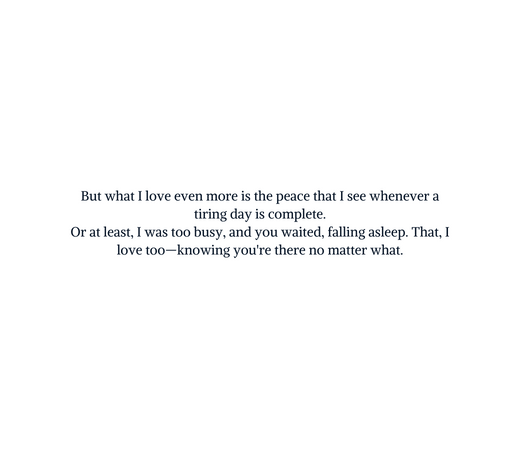 But what I love even more is the peace that I see whenever a
tiring day is complete.
Or at least, I was too busy, and you waited, falling asleep. That, I
love too—knowing you're there no matter what.